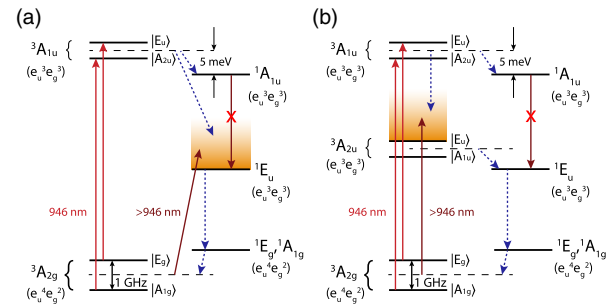 (a)
|Eᵤ⟩
³A₁ᵤ
|A₂ᵤ⟩
(eᵤ³e_g³)
5 meV
¹A₁ᵤ
(eᵤ³e_g³)
X
¹Eᵤ
(eᵤ³e_g³)
946 nm
>946 nm
|E_g⟩
¹E_g,¹A₁g
³A₂g
(eᵤ⁴e_g²)
1 GHz
(eᵤ⁴e_g²)
|A₁g⟩
(b)
|Eᵤ⟩
³A₁ᵤ
|A₂ᵤ⟩
(eᵤ³e_g³)
5 meV
¹A₁ᵤ
(eᵤ³e_g³)
X
³A₂ᵤ
|Eᵤ⟩
(eᵤ³e_g³)
|A₁ᵤ⟩
¹Eᵤ
(eᵤ³e_g³)
946 nm
>946 nm
|E_g⟩
¹E_g,¹A₁g
³A₂g
(eᵤ⁴e_g²)
1 GHz
(eᵤ⁴e_g²)
|A₁g⟩